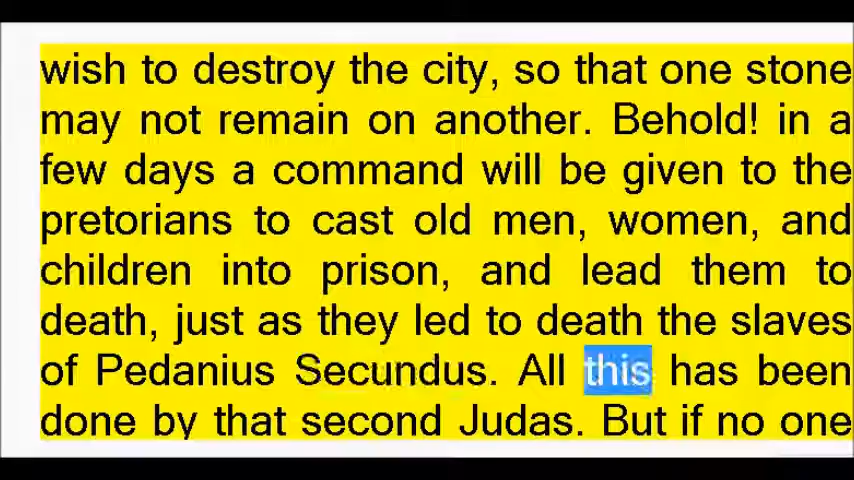 wish to destroy the city, so that one stone
may not remain on another. Behold! in a
few days a command will be given to the
pretorians to cast old men, women, and
children into prison, and lead them to
death, just as they led to death the slaves
of Pedanius Secundus. All this has been
done by that second Judas. But if no one